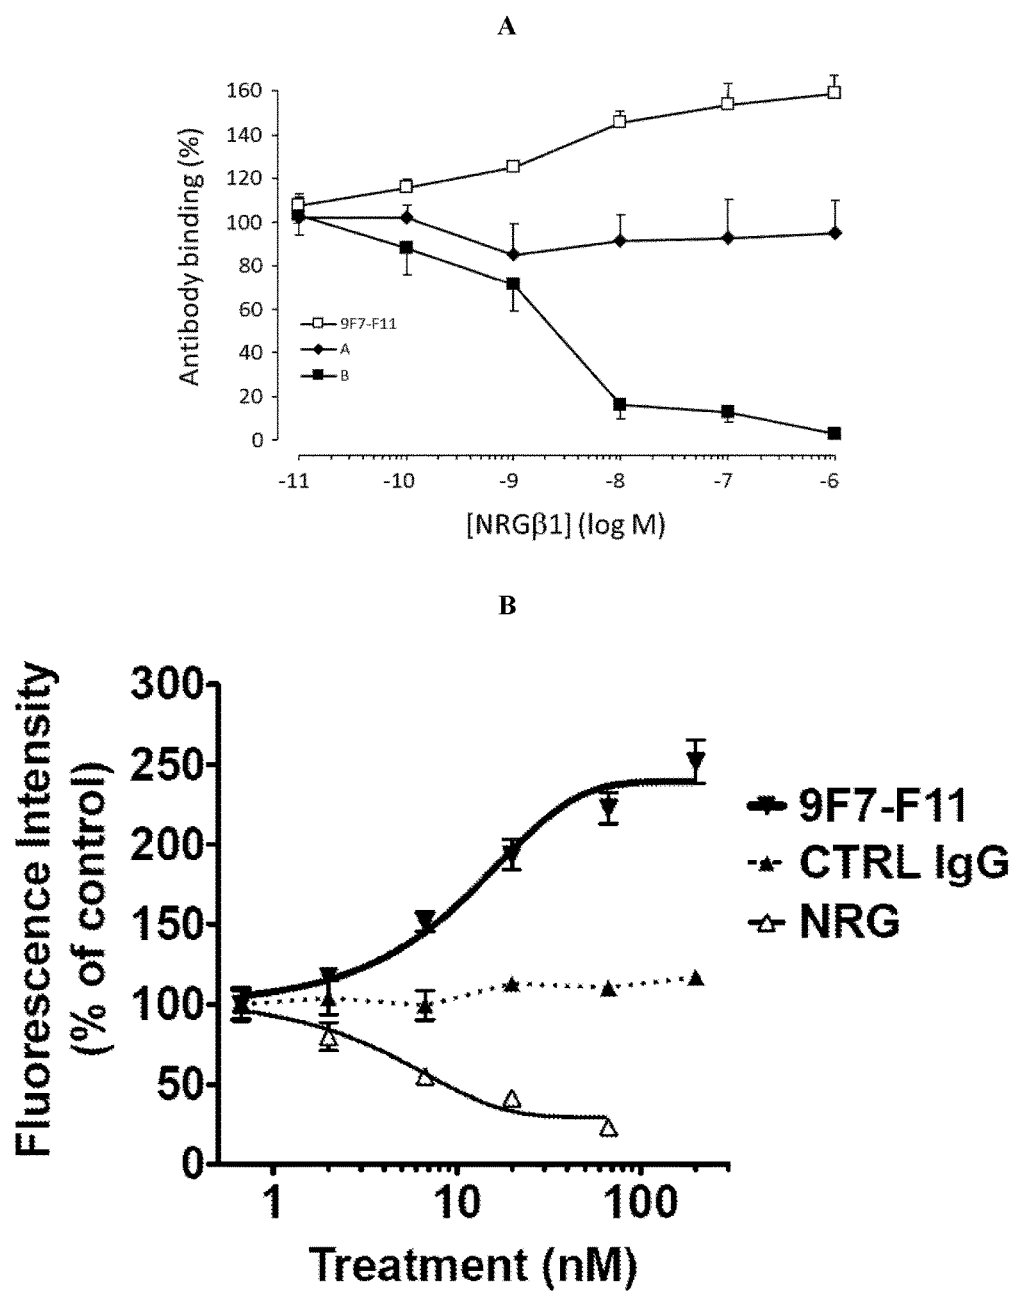 A
Antibody binding (%)
160
140
120
100
80
60
40
20
0
9F7-F11
A
B
-11 -10 -9 -8 -7 -6
[NRGβ1] (log M)
B
Fluorescence Intensity
(% of control)
300
250
200
150
100
50
0
9F7-F11
CTRL IgG
NRG
1 10 100
Treatment (nM)